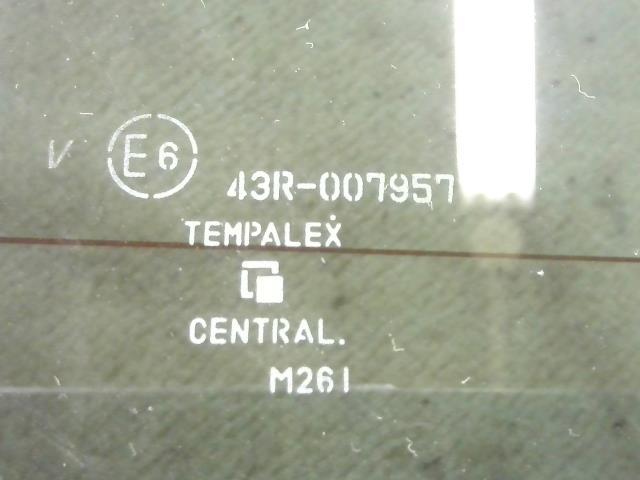 V E6
43R-007957
TEMPALEX
CENTRAL.
M261